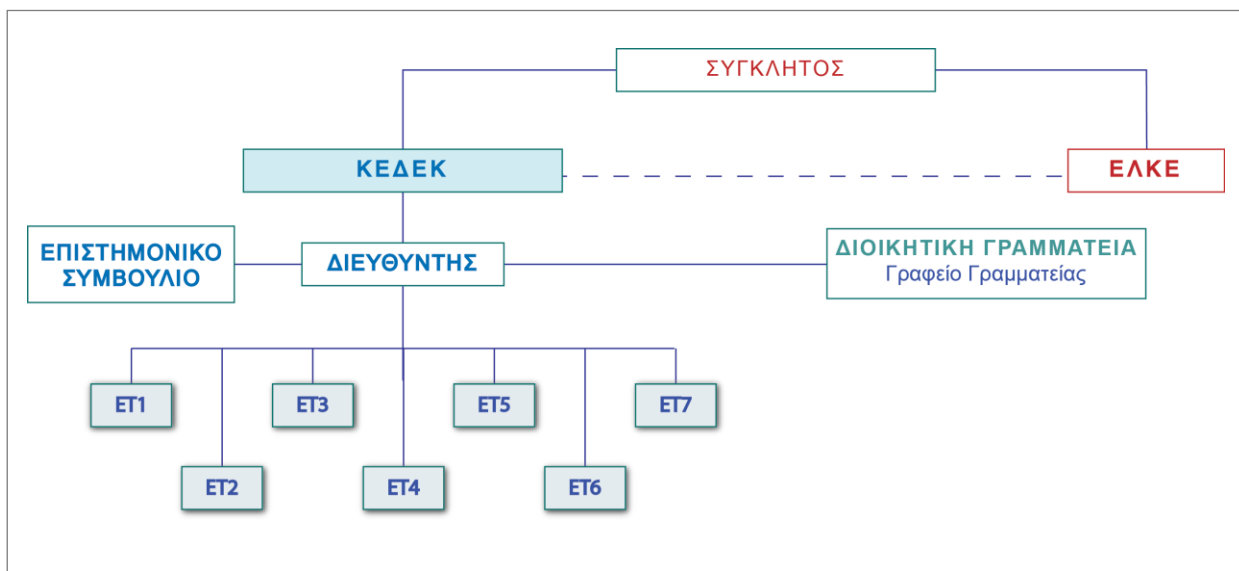 ΣΥΓΚΛΗΤΟΣ
ΚΕΔΕΚ
ΕΛΚΕ
ΕΠΙΣΤΗΜΟΝΙΚΟ
ΣΥΜΒΟΥΛΙΟ
ΔΙΕΥΘΥΝΤΗΣ
ΔΙΟΙΚΗΤΙΚΗ ΓΡΑΜΜΑΤΕΙΑ
Γραφείο Γραμματείας
ΕΤ1
ΕΤ3
ΕΤ5
ΕΤ7
ΕΤ2
ΕΤ4
ΕΤ6